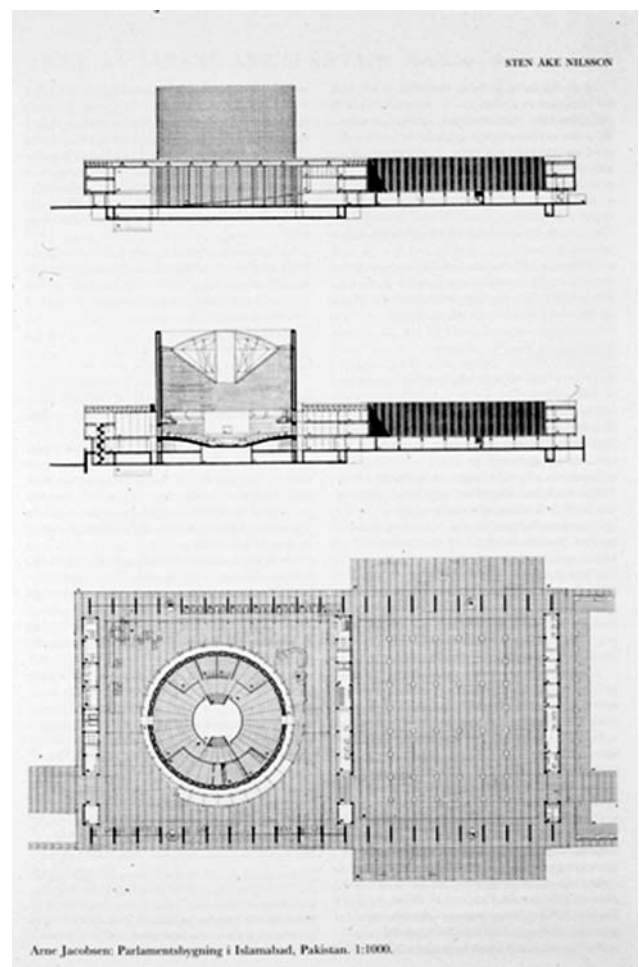 STEN ÅKE NILSSON
Arne Jacobsen: Parlamentsbygning i Islamabad, Pakistan. 1:1000.